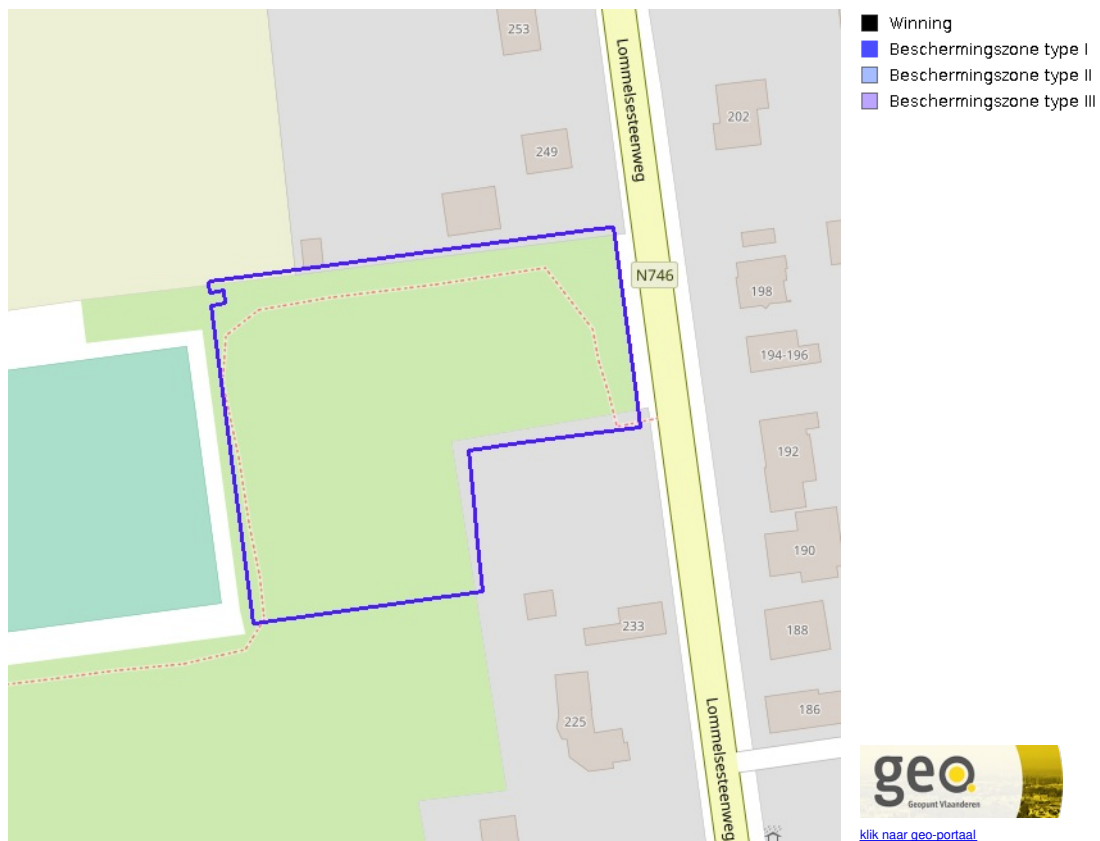 253
Lommelsesteenweg
202
249
N746
198
194-196
192
190
233
188
225
186
Lommelsesteenweg
Winning
Beschermingszone type I
Beschermingszone type II
Beschermingszone type III
geo.
Geopunt Vlaanderen
klik naar geo-portaal